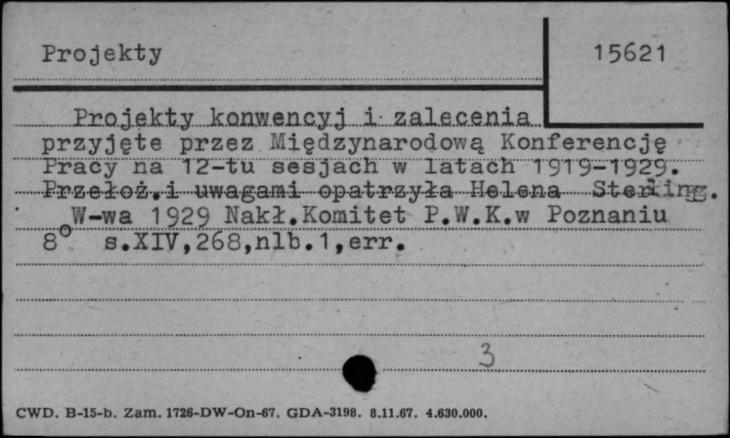 Projekty
15621
Projekty konwencyj i zalecenia
przyjęte przez Międzynarodową Konferencję
Pracy na 12-tu sesjach w latach 1919-1929.
Przełoż.i uwagami opatrzyła Helena Sterling.
W-wa 1929 Nakł.Komitet P.W.K.w Poznaniu
8° s.XIV,268,nlb.1,err.
3
CWD. B-15-b. Zam. 1726-DW-On-67. GDA-3198. 8.11.67. 4.630.000.